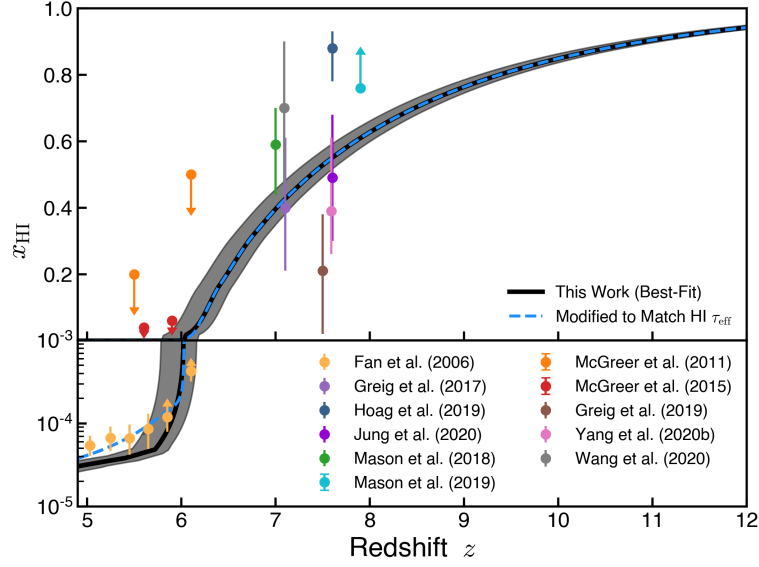 1.0
0.8
0.6
0.4
0.2
10⁻³
10⁻⁴
10⁻⁵
x_HI
This Work (Best-Fit)
Modified to Match HI τ_eff
Fan et al. (2006)
Greig et al. (2017)
Hoag et al. (2019)
Jung et al. (2020)
Mason et al. (2018)
Mason et al. (2019)
McGreer et al. (2011)
McGreer et al. (2015)
Greig et al. (2019)
Yang et al. (2020b)
Wang et al. (2020)
5 6 7 8 9 10 11 12
Redshift z